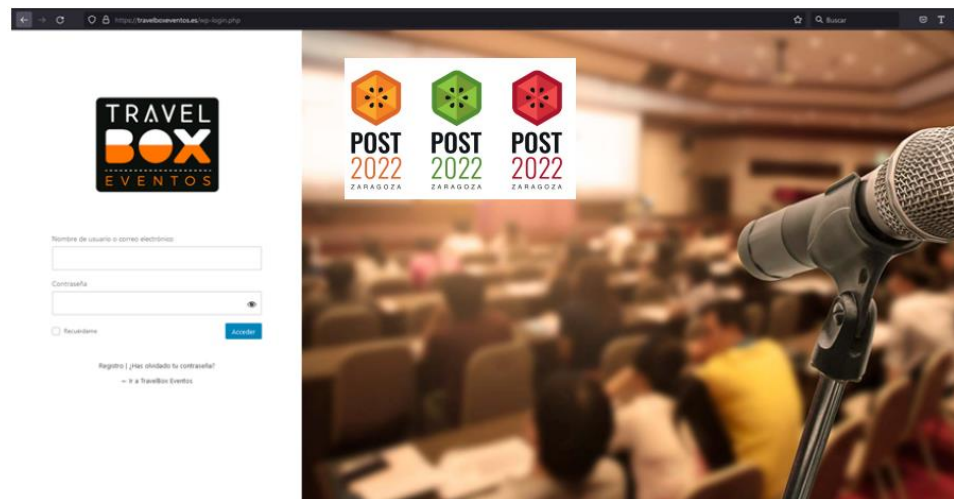 https://travelboxeventos.es/wp-login.php
Buscar
TRAVEL
BOX
EVENTOS
POST
2022
ZARAGOZA
POST
2022
ZARAGOZA
POST
2022
ZARAGOZA
Nombre de usuario o correo electrónico
Contraseña
Recuérdame
Acceder
Registro | ¿Has olvidado tu contraseña?
← Ir a TravelBox Eventos